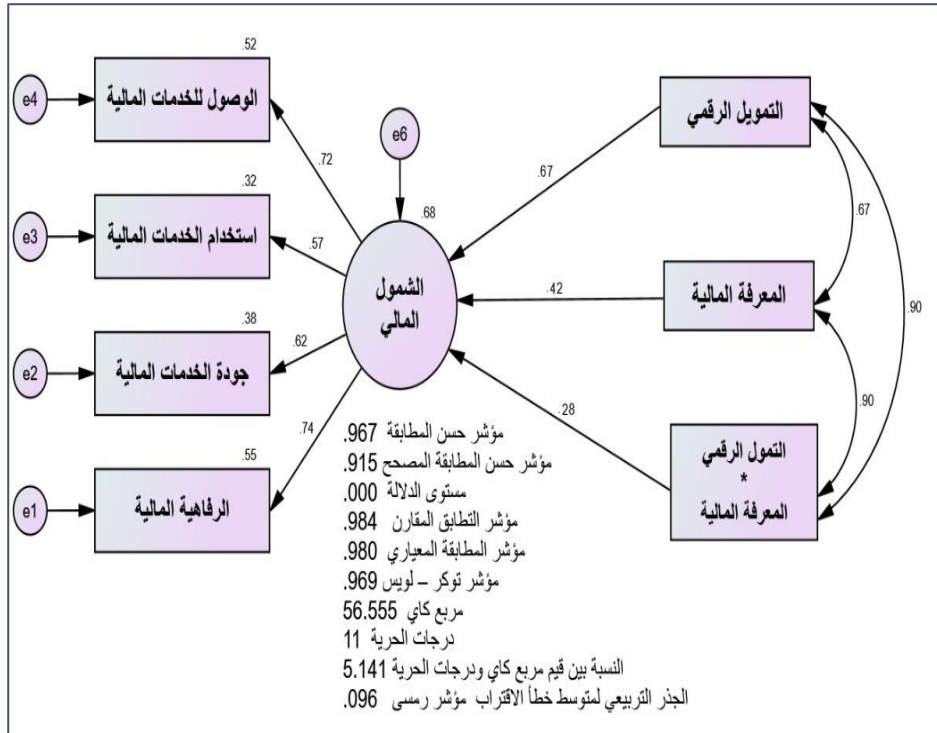 .52
الوصول للخدمات المالية
e4
.72
.32
استخدام الخدمات المالية
e3
.57
.38
جودة الخدمات المالية
e2
.62
.55
الرفاهية المالية
e1
.74
e6
.68
الشمول
المالي
.67
.42
.28
التمويل الرقمي
المعرفة المالية
التمول الرقمي
*
المعرفة المالية
.67
.90
.90
مؤشر حسن المطابقة .967
مؤشر حسن المطابقة المصحح .915
مستوى الدلالة .000
مؤشر التطابق المقارن .984
مؤشر المطابقة المعياري .980
مؤشر توكر – لويس .969
مربع كاي 56.555
درجات الحرية 11
النسبة بين قيم مربع كاي ودرجات الحرية 5.141
الجذر التربيعي لمتوسط خطأ الاقتراب مؤشر رمسى .096